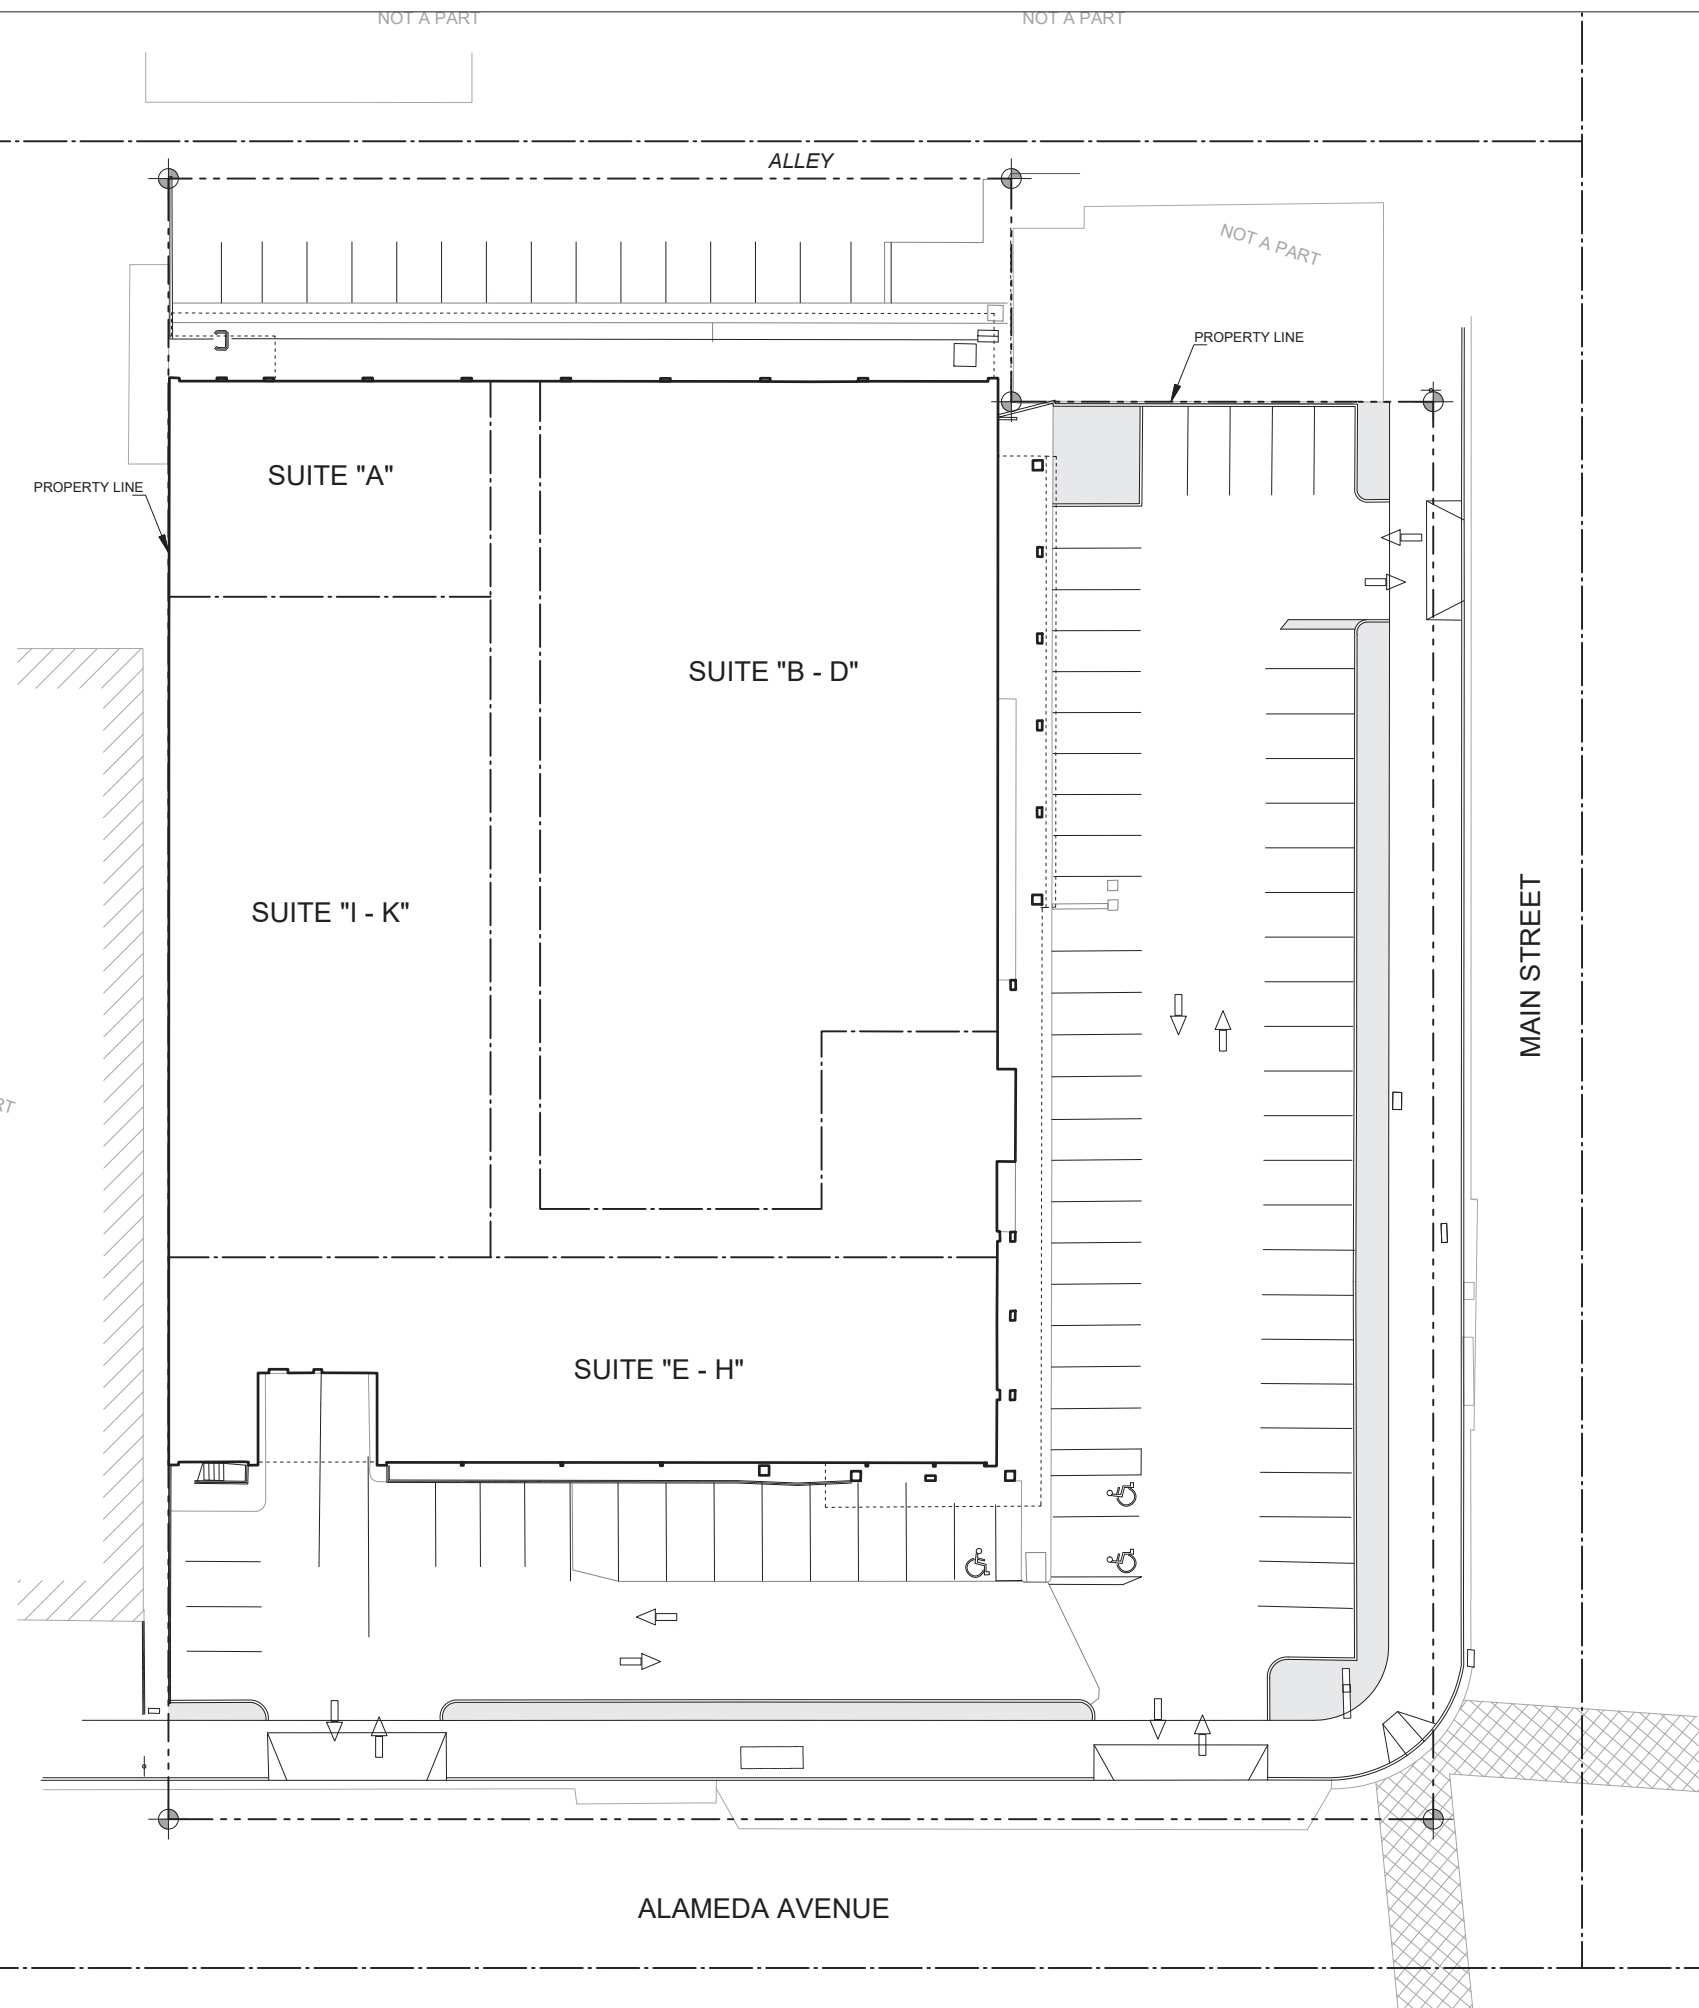 NOT A PART
NOT A PART
ALLEY
NOT A PART
PROPERTY LINE
SUITE "A"
PROPERTY LINE
SUITE "B - D"
SUITE "I - K"
MAIN STREET
RT
SUITE "E - H"
ALAMEDA AVENUE